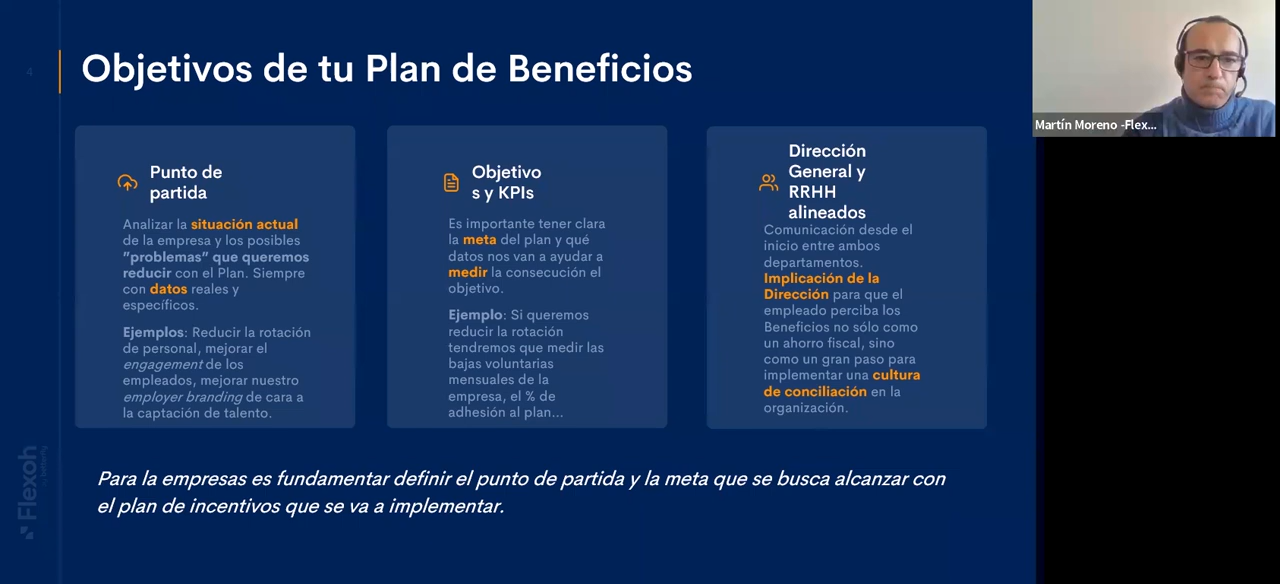 4
Objetivos de tu Plan de Beneficios
Punto de
partida
Analizar la situación actual
de la empresa y los posibles
"problemas" que queremos
reducir con el Plan. Siempre
con datos reales y
específicos.
Ejemplos: Reducir la rotación
de personal, mejorar el
engagement de los
empleados, mejorar nuestro
employer branding de cara a
la captación de talento.
Objetivo
s y KPIs
Es importante tener clara
la meta del plan y qué
datos nos van a ayudar a
medir la consecución el
objetivo.
Ejemplo: Si queremos
reducir la rotación
tendremos que medir las
bajas voluntarias
mensuales de la
empresa, el % de
adhesión al plan...
Dirección
General y
RRHH
alineados
Comunicación desde el
inicio entre ambos
departamentos.
Implicación de la
Dirección para que el
empleado perciba los
Beneficios no sólo como
un ahorro fiscal, sino
como un gran paso para
implementar una cultura
de conciliación en la
organización.
Para la empresas es fundamentar definir el punto de partida y la meta que se busca alcanzar con
el plan de incentivos que se va a implementar.
Flexoh
Martín Moreno -Flex...